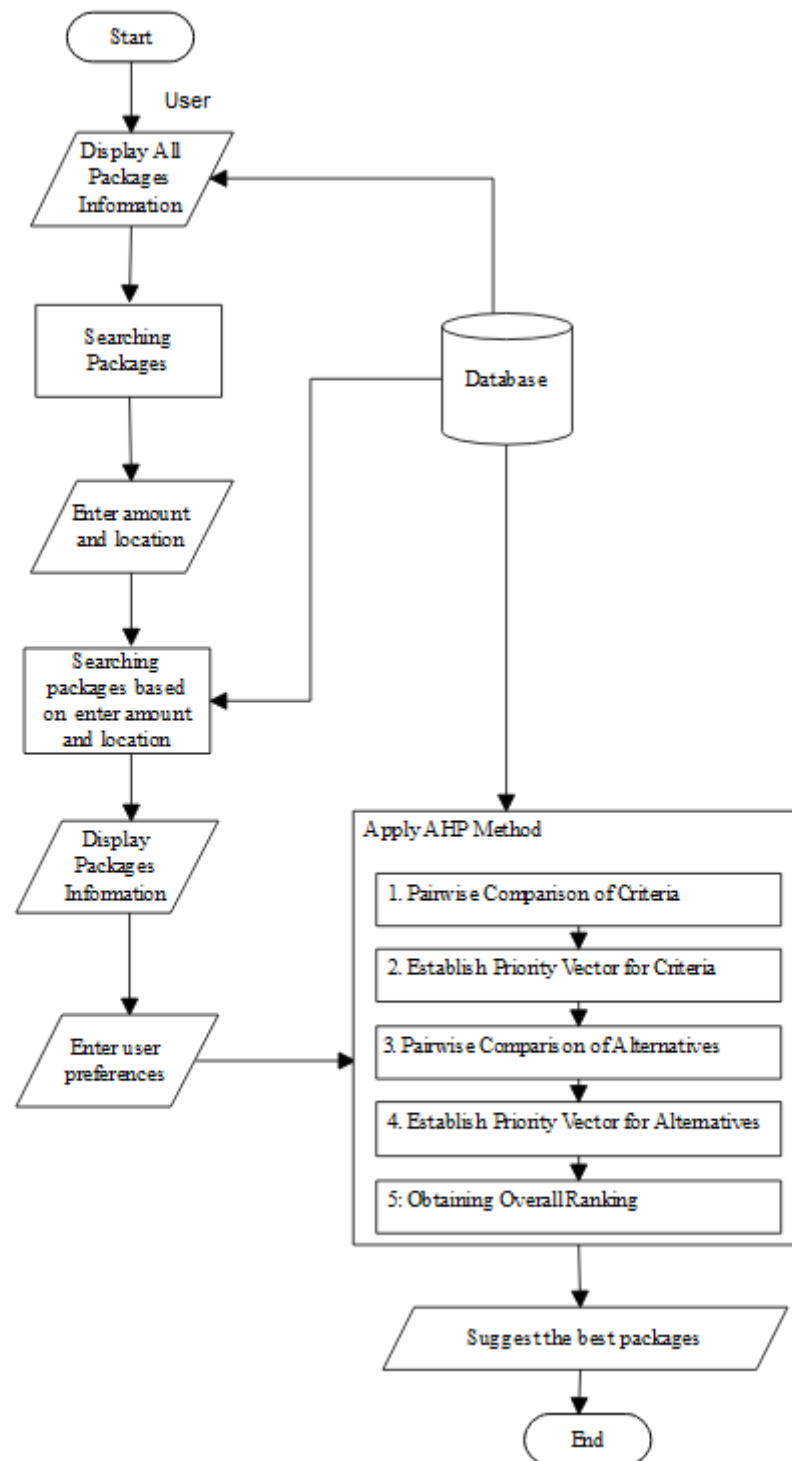 Start
User
Display All
Packages
Information
Searching
Packages
Database
Enter amount
and location
Searching
packages based
on enter amount
and location
Display
Packages
Information
Enter user
preferences
Apply AHP Method
1. Pairwise Comparison of Criteria
2. Establish Priority Vector for Criteria
3. Pairwise Comparison of Alternatives
4. Establish Priority Vector for Alternatives
5: Obtaining Overall Ranking
Suggest the best packages
End